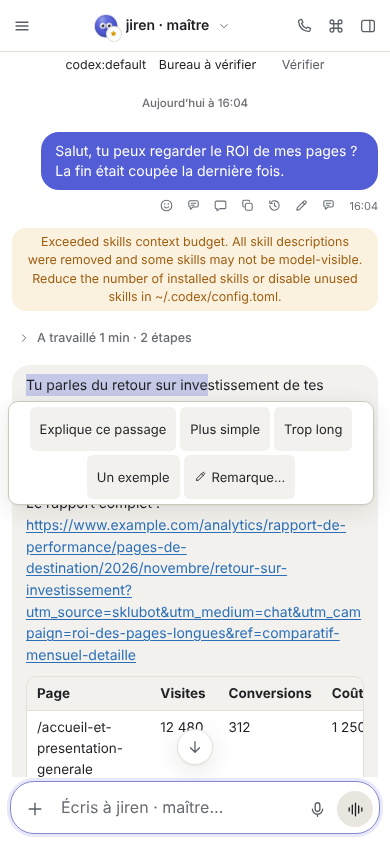 jiren · maître
codex:default Bureau à vérifier Vérifier
Aujourd’hui à 16:04
Salut, tu peux regarder le ROI de mes pages ?
La fin était coupée la dernière fois.
16:04
Exceeded skills context budget. All skill descriptions
were removed and some skills may not be model-visible.
Reduce the number of installed skills or disable unused
skills in ~/.codex/config.toml.
A travaillé 1 min · 2 étapes
Tu parles du retour sur investissement de tes
Explique ce passage Plus simple Trop long
Un exemple Remarque…
Le rapport complet :
https://www.example.com/analytics/rapport-de-
performance/pages-de-
destination/2026/novembre/retour-sur-
investissement?
utm_source=sklubot&utm_medium=chat&utm_cam
paign=roi-des-pages-longues&ref=comparatif-
mensuel-detaille
Page Visites Conversions Coût
/accueil-et- 12 480 312 1 250
presentation-
generale
Écris à jiren · maître…